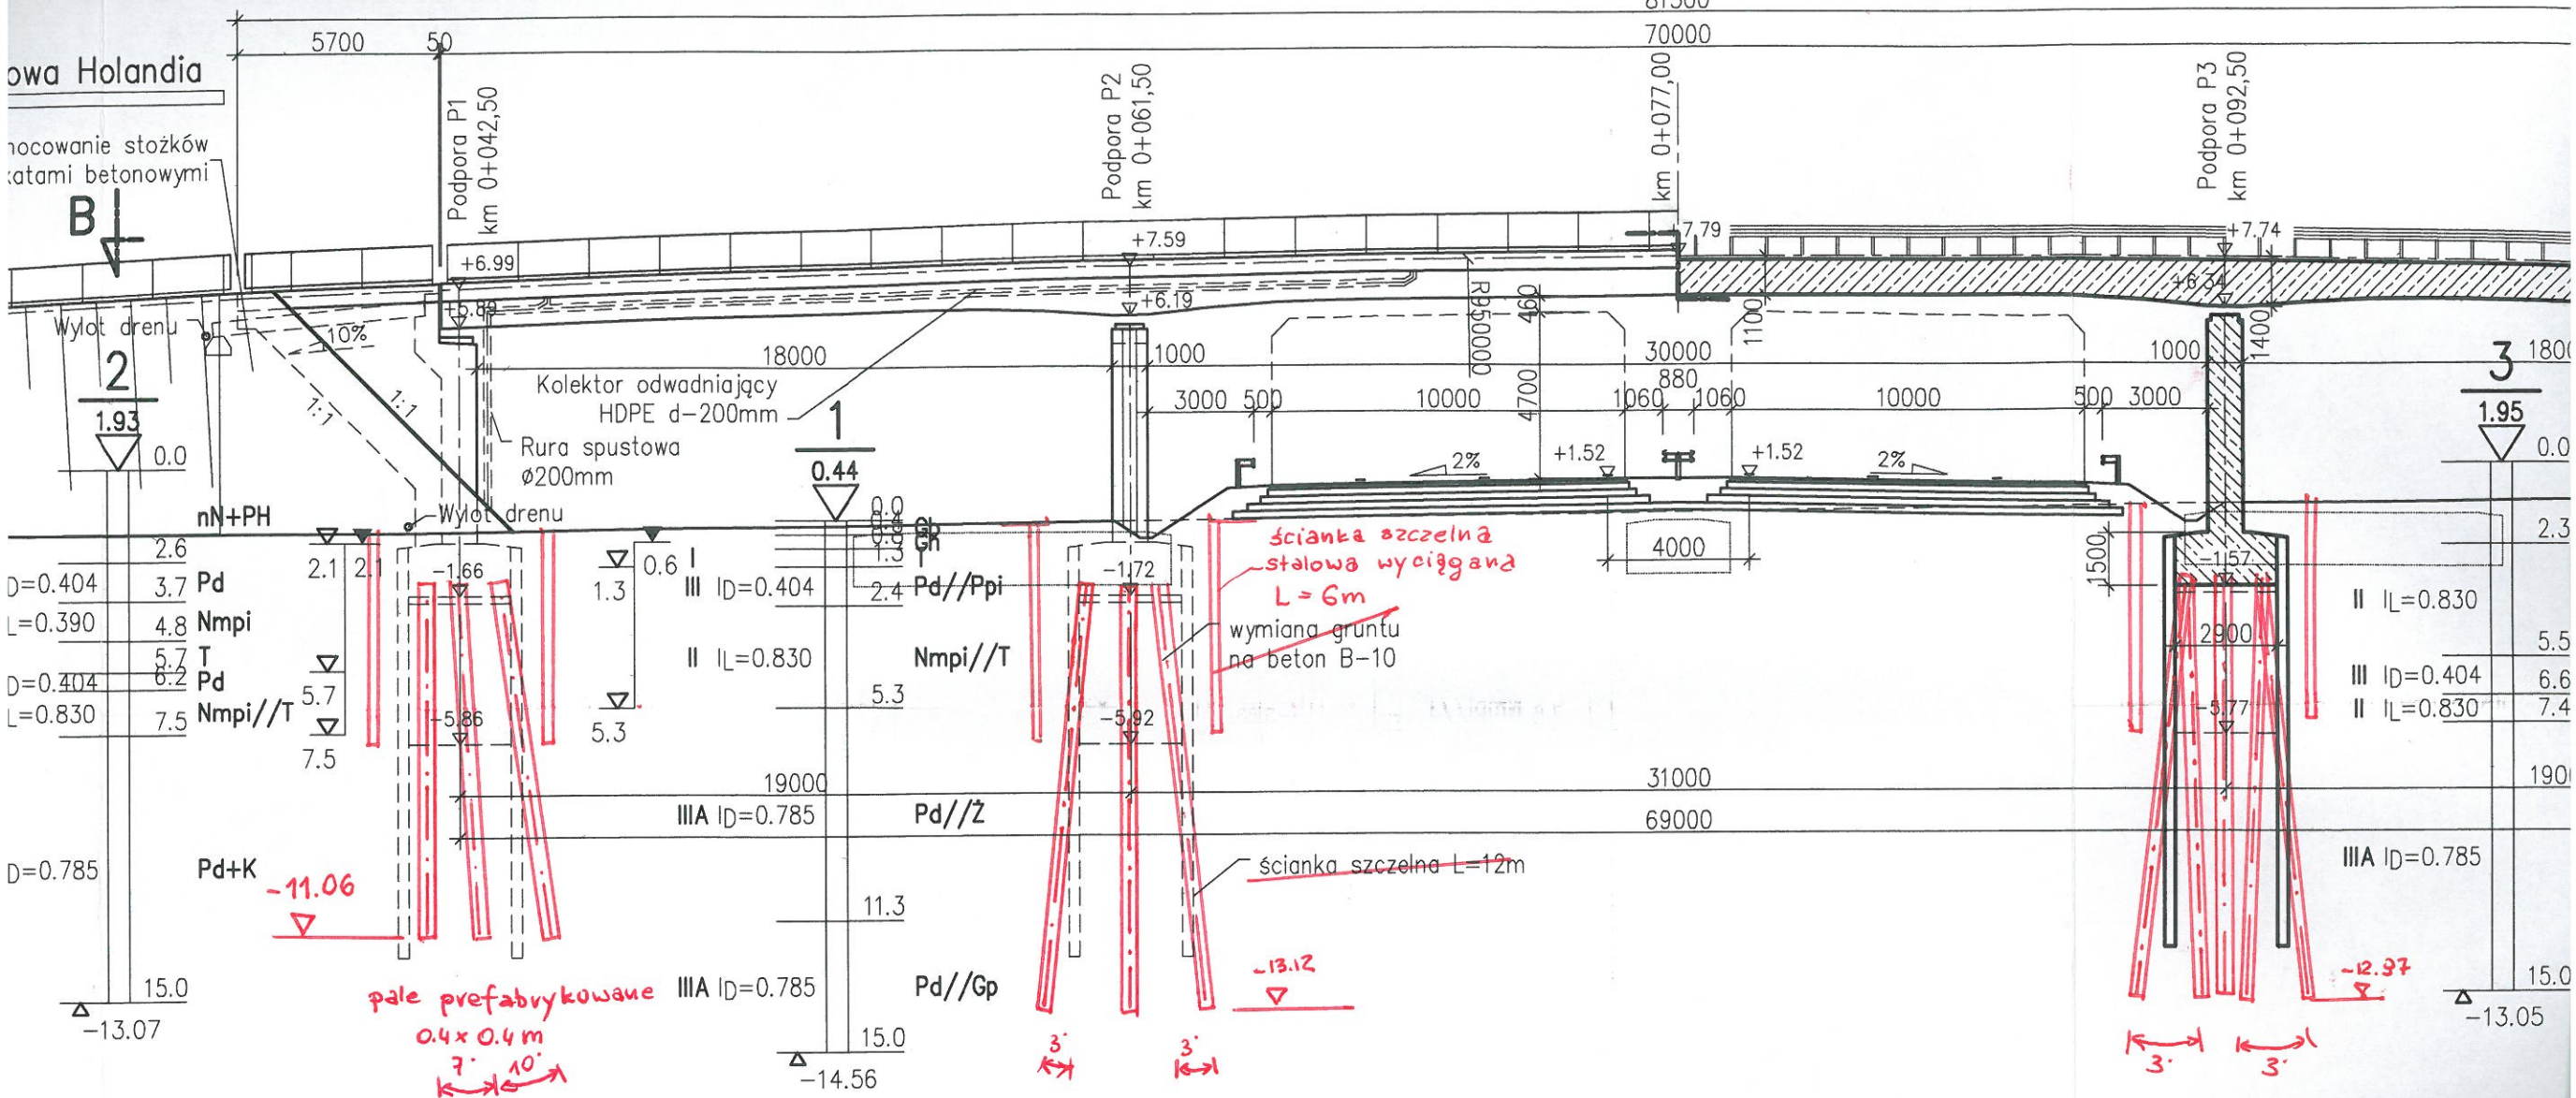 70000
5700
50
owa Holandia
Podpora P1
km 0+042,50
Podpora P2
km 0+061,50
km 0+077,00
Podpora P3
km 0+092,50
nocowanie stożków
katami betonowymi
B
+6.99
+5.89
+7.59
+6.19
7.79
+7.74
+6.34
Wylot drenu
10%
1:1
1:1
R950000
460
4700
1100
1400
18000
1000
30000
1000
1800
Kolektor odwadniający
HDPE d-200mm
Rura spustowa
ø200mm
3000
500
10000
1060
880
1060
10000
500
3000
2
1.93
0.0
1
0.44
0.0
3
1.95
0.0
2%
+1.52
+1.52
2%
nN+PH
Wylot drenu
2.6
D=0.404
3.7
Pd
L=0.390
4.8
Nmpi
5.7
T
D=0.404
6.2
Pd
L=0.830
7.5
Nmpi//T
2.1
2.1
5.7
7.5
-1.66
-5.86
0.6
1.3
5.3
I
III ID=0.404
II IL=0.830
1.3
2.4
Pd//Ppi
Nmpi//T
5.3
-1.72
-5.92
ścianka szczelna
stalowa wyciągana
L = 6m
wymiana gruntu
na beton B-10
4000
1500
-1.57
2900
-5.77
2.3
II IL=0.830
5.5
III ID=0.404
6.6
II IL=0.830
7.4
19000
31000
190
69000
IIIA ID=0.785
Pd//Ż
ścianka szczelna L=12m
IIIA ID=0.785
D=0.785
Pd+K
-11.06
11.3
15.0
-13.07
pale prefabrykowane
0.4 x 0.4 m
7°
10°
IIIA ID=0.785
Pd//Gp
15.0
-14.56
-13.12
3°
3°
-12.97
3°
3°
15.0
-13.05